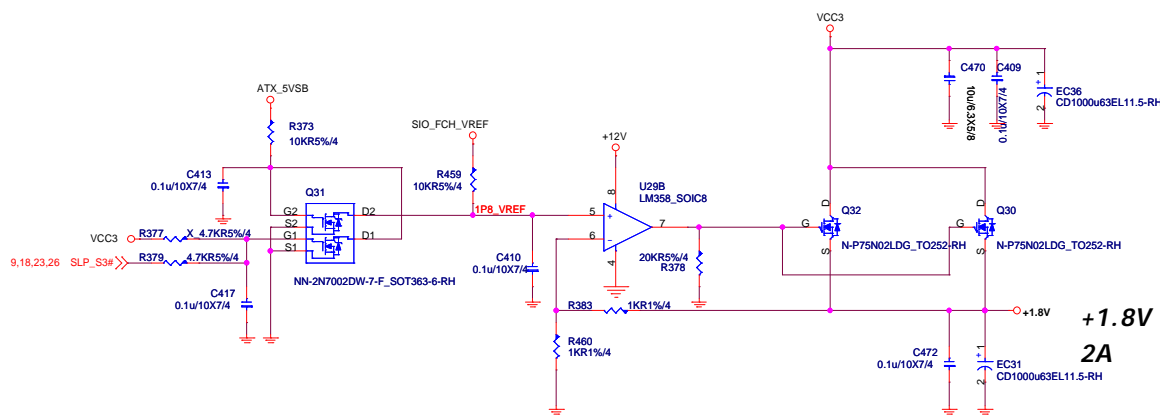 VCC3
C470
10u/6.3X5/8
C409
0.1u/10X7/4
1
+
EC36
CD1000u63EL11.5-RH
2
ATX_5VSB
R373
10KR5%/4
SIO_FCH_VREF
R459
10KR5%/4
+12V
C413
0.1u/10X7/4
Q31
U29B
LM358_SOIC8
8
G2
S2
G1
S1
D2
D1
1P8_VREF
5
+
6
-
7
4
D
G
S
Q32
N-P75N02LDG_TO252-RH
D
G
S
Q30
N-P75N02LDG_TO252-RH
VCC3
R377
X_4.7KR5%/4
9,18,23,26 SLP_S3#
R379
4.7KR5%/4
NN-2N7002DW-7-F_SOT363-6-RH
C417
0.1u/10X7/4
C410
0.1u/10X7/4
20KR5%/4
R378
R383
1KR1%/4
R460
1KR1%/4
+1.8V
+1.8V
2A
C472
0.1u/10X7/4
1
+
EC31
CD1000u63EL11.5-RH
2